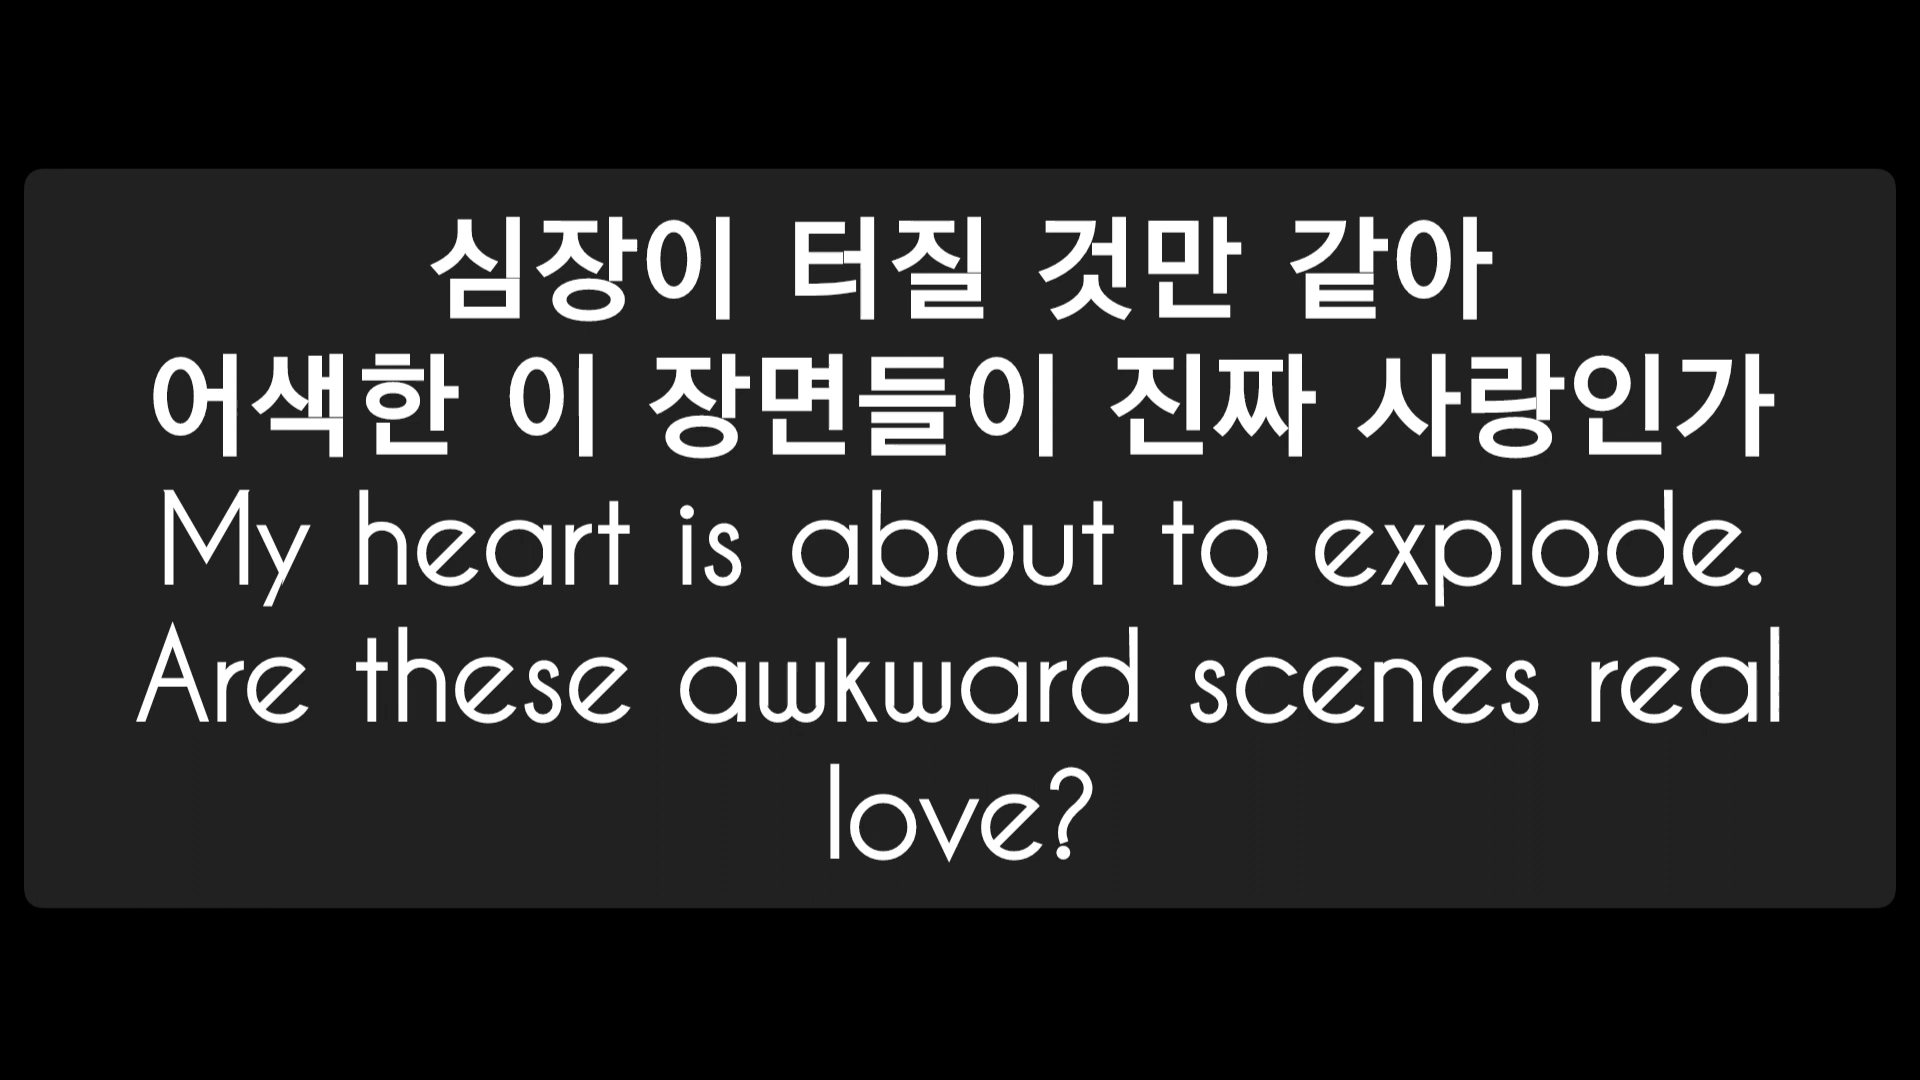 심장이 터질 것만 같아
어색한 이 장면들이 진짜 사랑인가
My heart is about to explode.
Are these awkward scenes real
love?